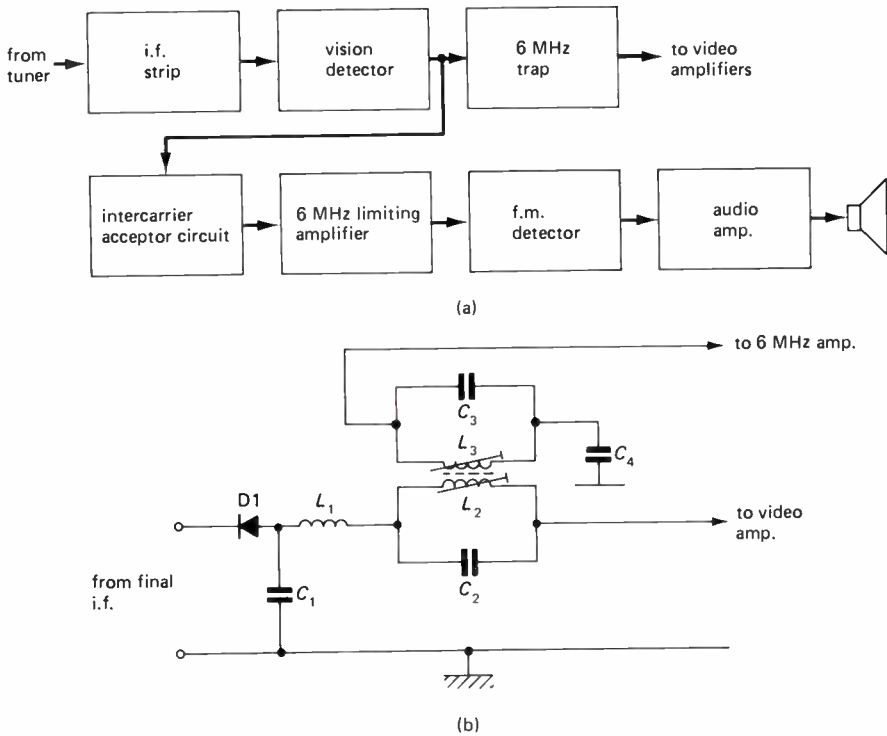 from
tuner
i.f.
strip
vision
detector
6 MHz
trap
to video
amplifiers
intercarrier
acceptor circuit
6 MHz limiting
amplifier
f.m.
detector
audio
amp.
(a)
to 6 MHz amp.
C3
L3
C4
D1
L1
L2
to video
amp.
from final
i.f.
C1
C2
(b)